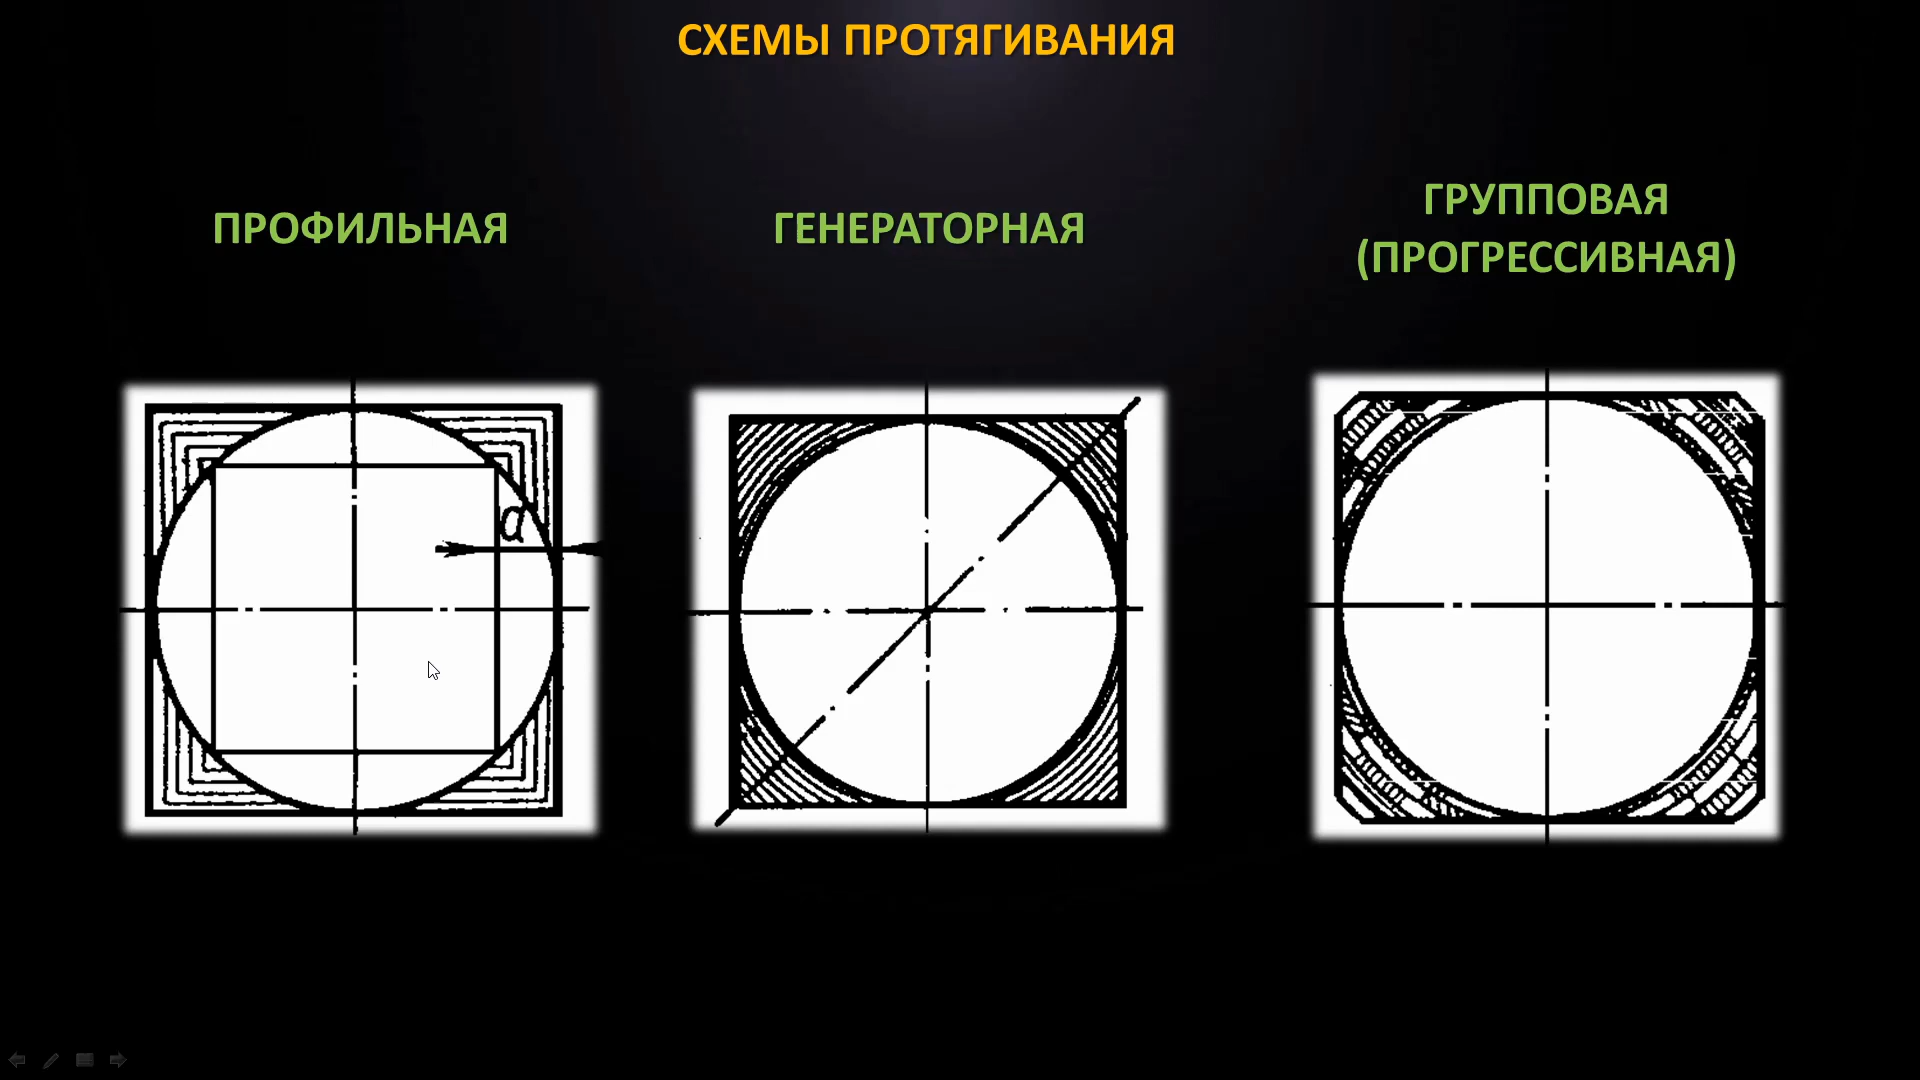 СХЕМЫ ПРОТЯГИВАНИЯ
ПРОФИЛЬНАЯ
ГЕНЕРАТОРНАЯ
ГРУППОВАЯ
(ПРОГРЕССИВНАЯ)
a